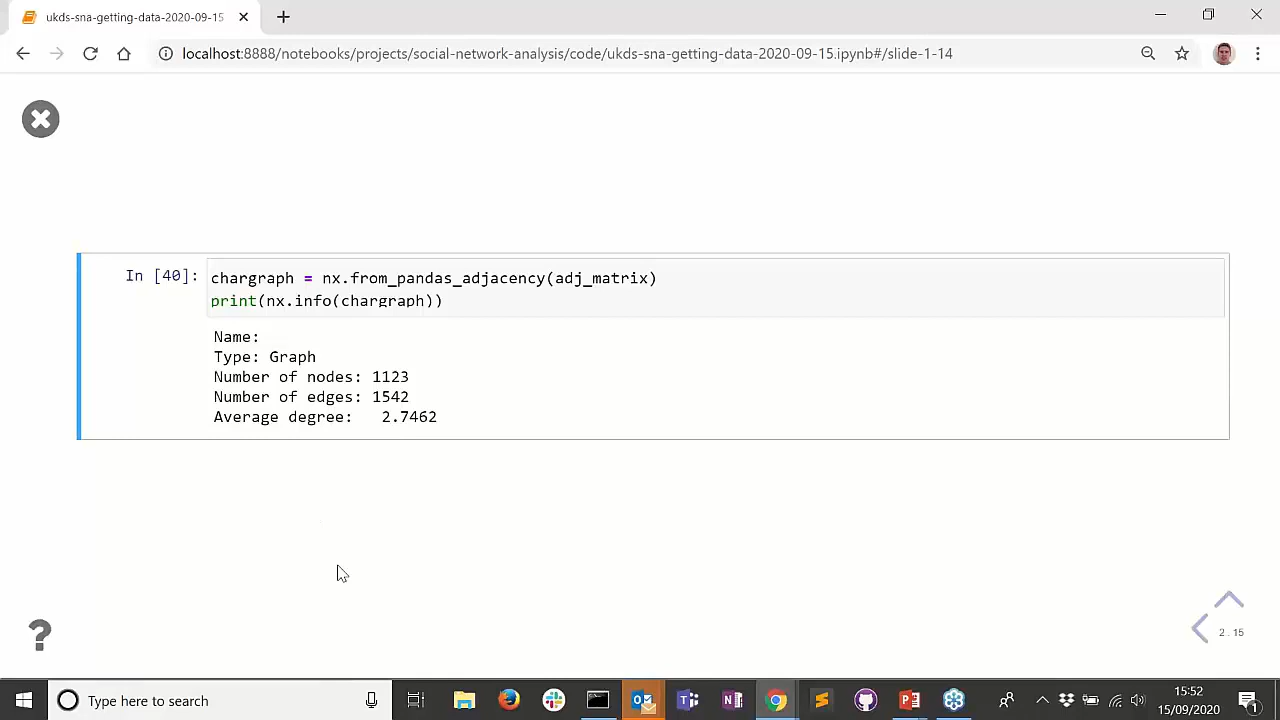 ukds-sna-getting-data-2020-09-15
localhost:8888/notebooks/projects/social-network-analysis/code/ukds-sna-getting-data-2020-09-15.ipynb#/slide-1-14
In [40]: chargraph = nx.from_pandas_adjacency(adj_matrix)
print(nx.info(chargraph))
Name:
Type: Graph
Number of nodes: 1123
Number of edges: 1542
Average degree:   2.7462
?
2 . 15
Type here to search
15:52
15/09/2020
1